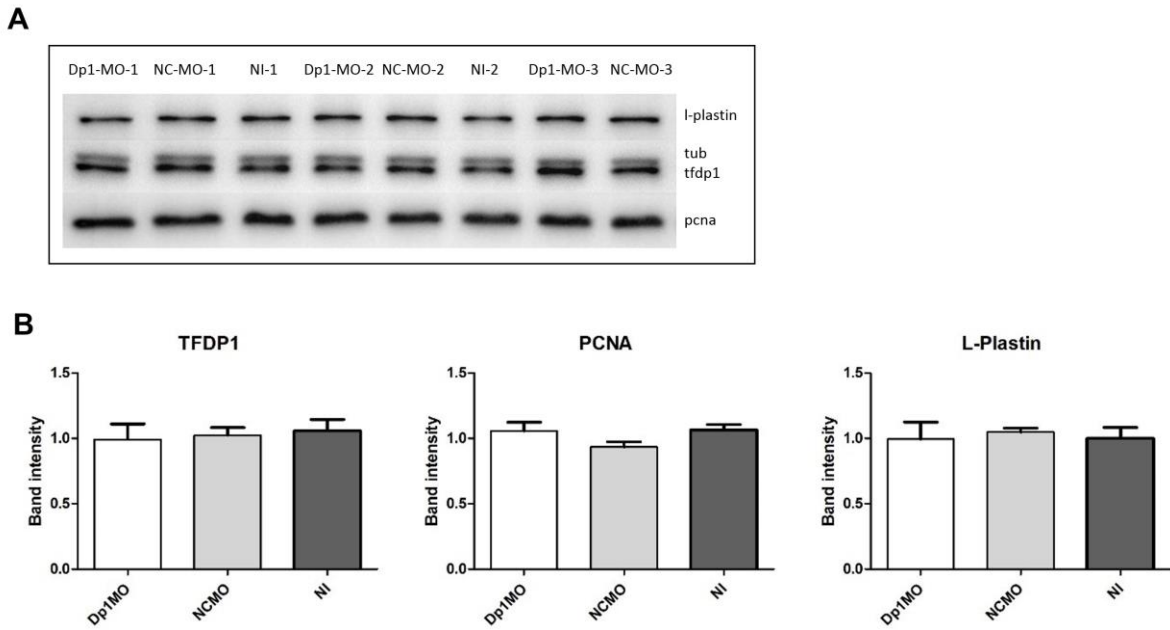 A
Dp1-MO-1 NC-MO-1 NI-1 Dp1-MO-2 NC-MO-2 NI-2 Dp1-MO-3 NC-MO-3
l-plastin
tub
tfdp1
pcna
B
TFDP1
Band intensity
1.5
1.0
0.5
0.0
Dp1MO NCMO NI
PCNA
Band intensity
1.5
1.0
0.5
0.0
Dp1MO NCMO NI
L-Plastin
Band intensity
1.5
1.0
0.5
0.0
Dp1MO NCMO NI